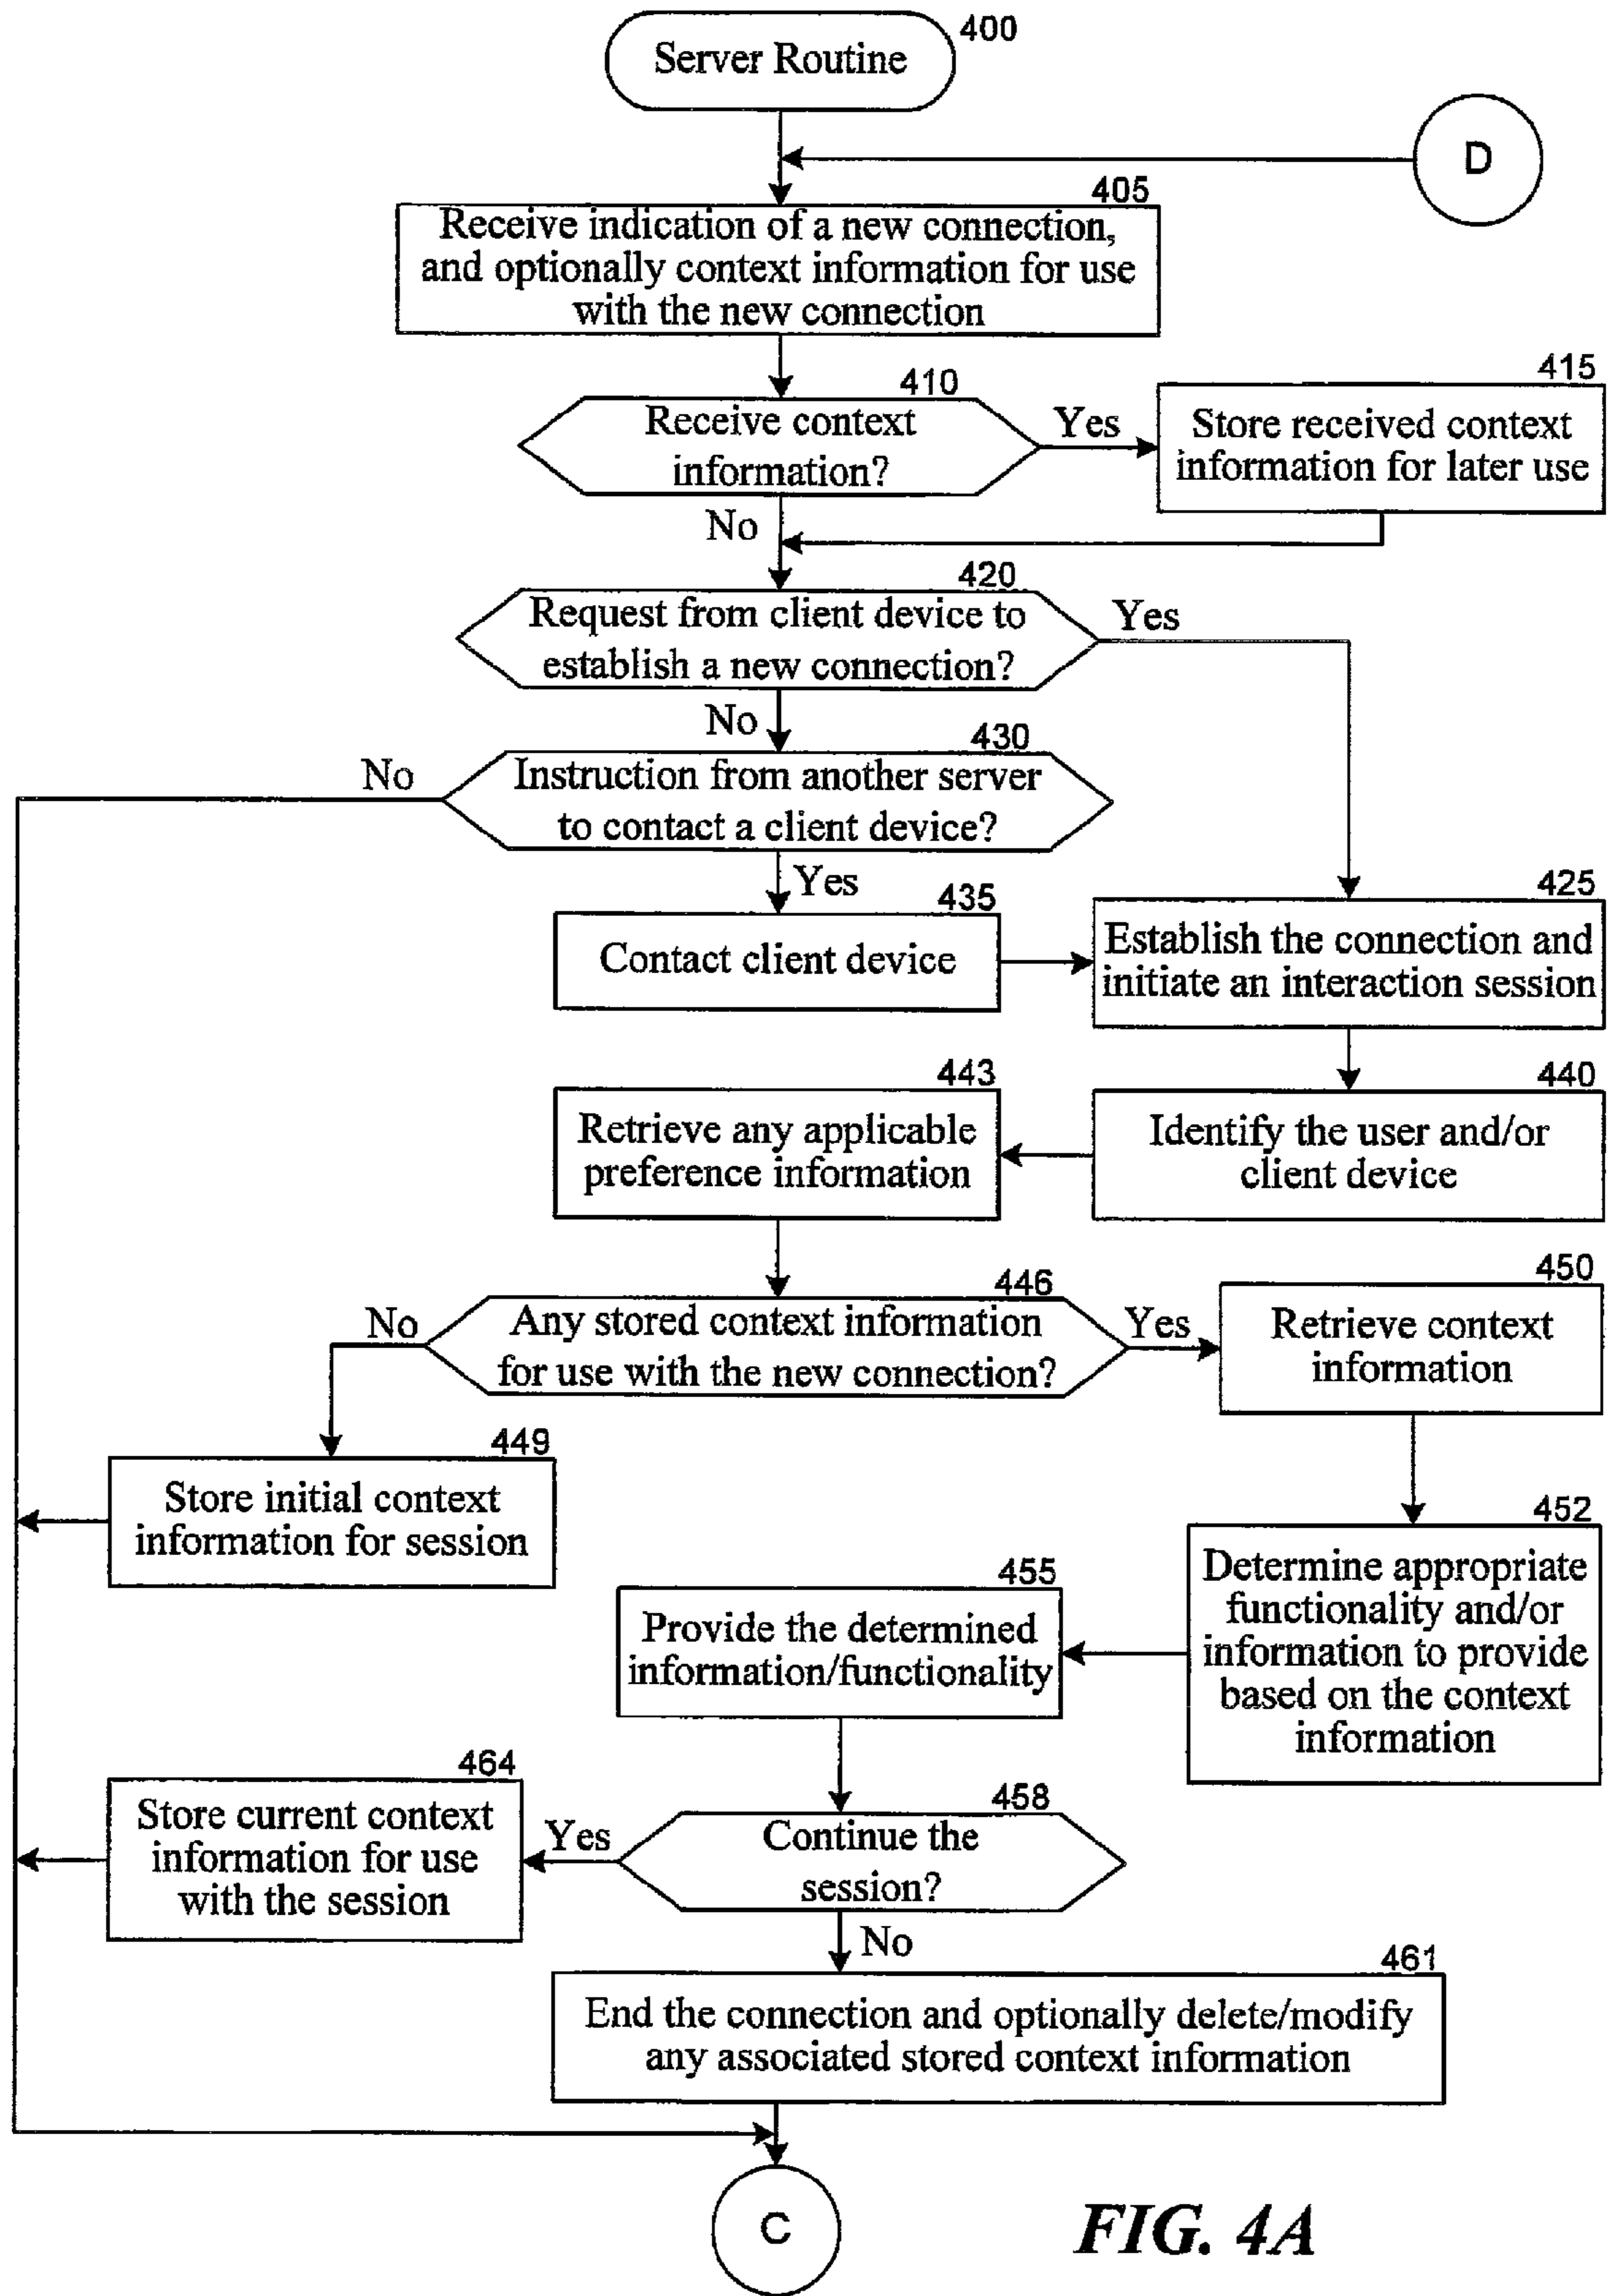 400
Server Routine
D
405
Receive indication of a new connection,
and optionally context information for use
with the new connection
410
Receive context
information?
Yes
415
Store received context
information for later use
No
420
Request from client device to
establish a new connection?
Yes
No
430
Instruction from another server
to contact a client device?
No
Yes
435
Contact client device
425
Establish the connection and
initiate an interaction session
443
Retrieve any applicable
preference information
440
Identify the user and/or
client device
446
Any stored context information
for use with the new connection?
No
Yes
450
Retrieve context
information
449
Store initial context
information for session
452
Determine appropriate
functionality and/or
information to provide
based on the context
information
455
Provide the determined
information/functionality
464
Store current context
information for use
with the session
Yes
458
Continue the
session?
No
461
End the connection and optionally delete/modify
any associated stored context information
C
FIG. 4A